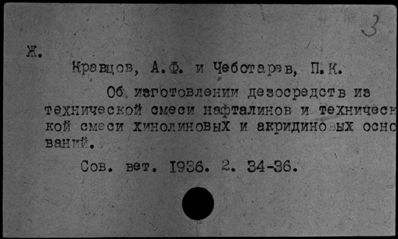 3
Ж.
Кравцов, А.Ф. и Чеботарев, П.К.
Об изготовлении дезосредств из
технической смеси нафталинов и техничес
кой смеси хинолиновых и акридиновых осно
ваний.
Сов. вет. 1936. 2. 34-36.